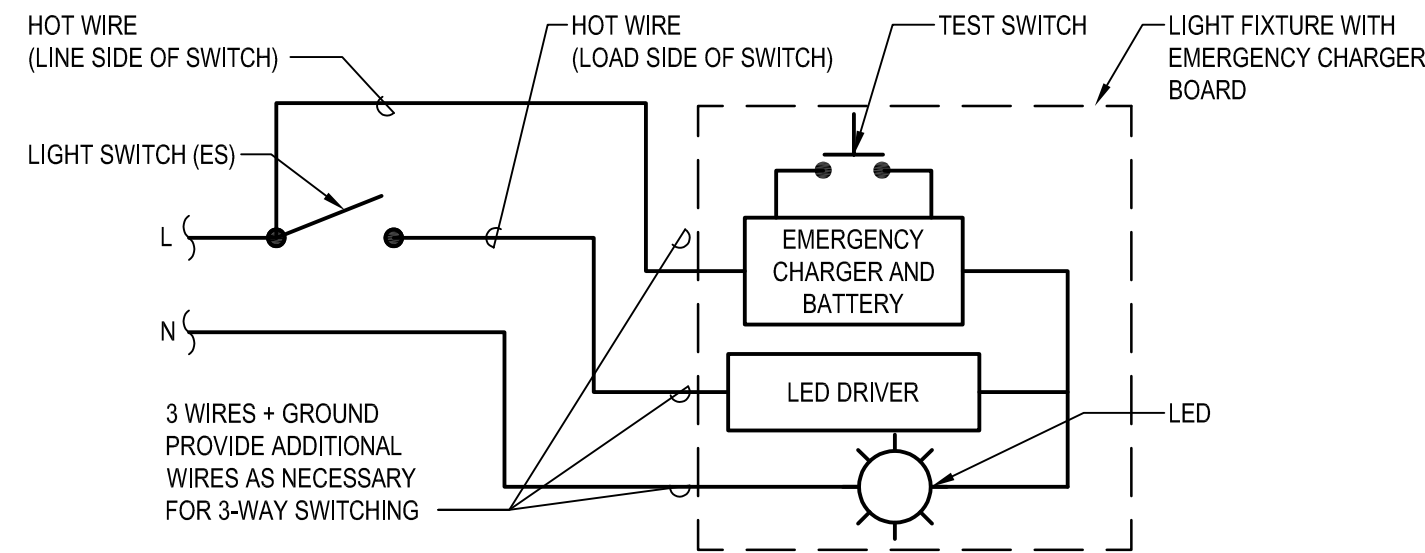 HOT WIRE
(LINE SIDE OF SWITCH)
HOT WIRE
(LOAD SIDE OF SWITCH)
TEST SWITCH
LIGHT FIXTURE WITH
EMERGENCY CHARGER
BOARD
LIGHT SWITCH (ES)
L
EMERGENCY
CHARGER AND
BATTERY
N
LED DRIVER
3 WIRES + GROUND
PROVIDE ADDITIONAL
WIRES AS NECESSARY
FOR 3-WAY SWITCHING
LED